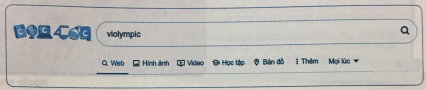 violympic
Web Hình ảnh Video Học tập Bản đồ Thêm Mọi lúc